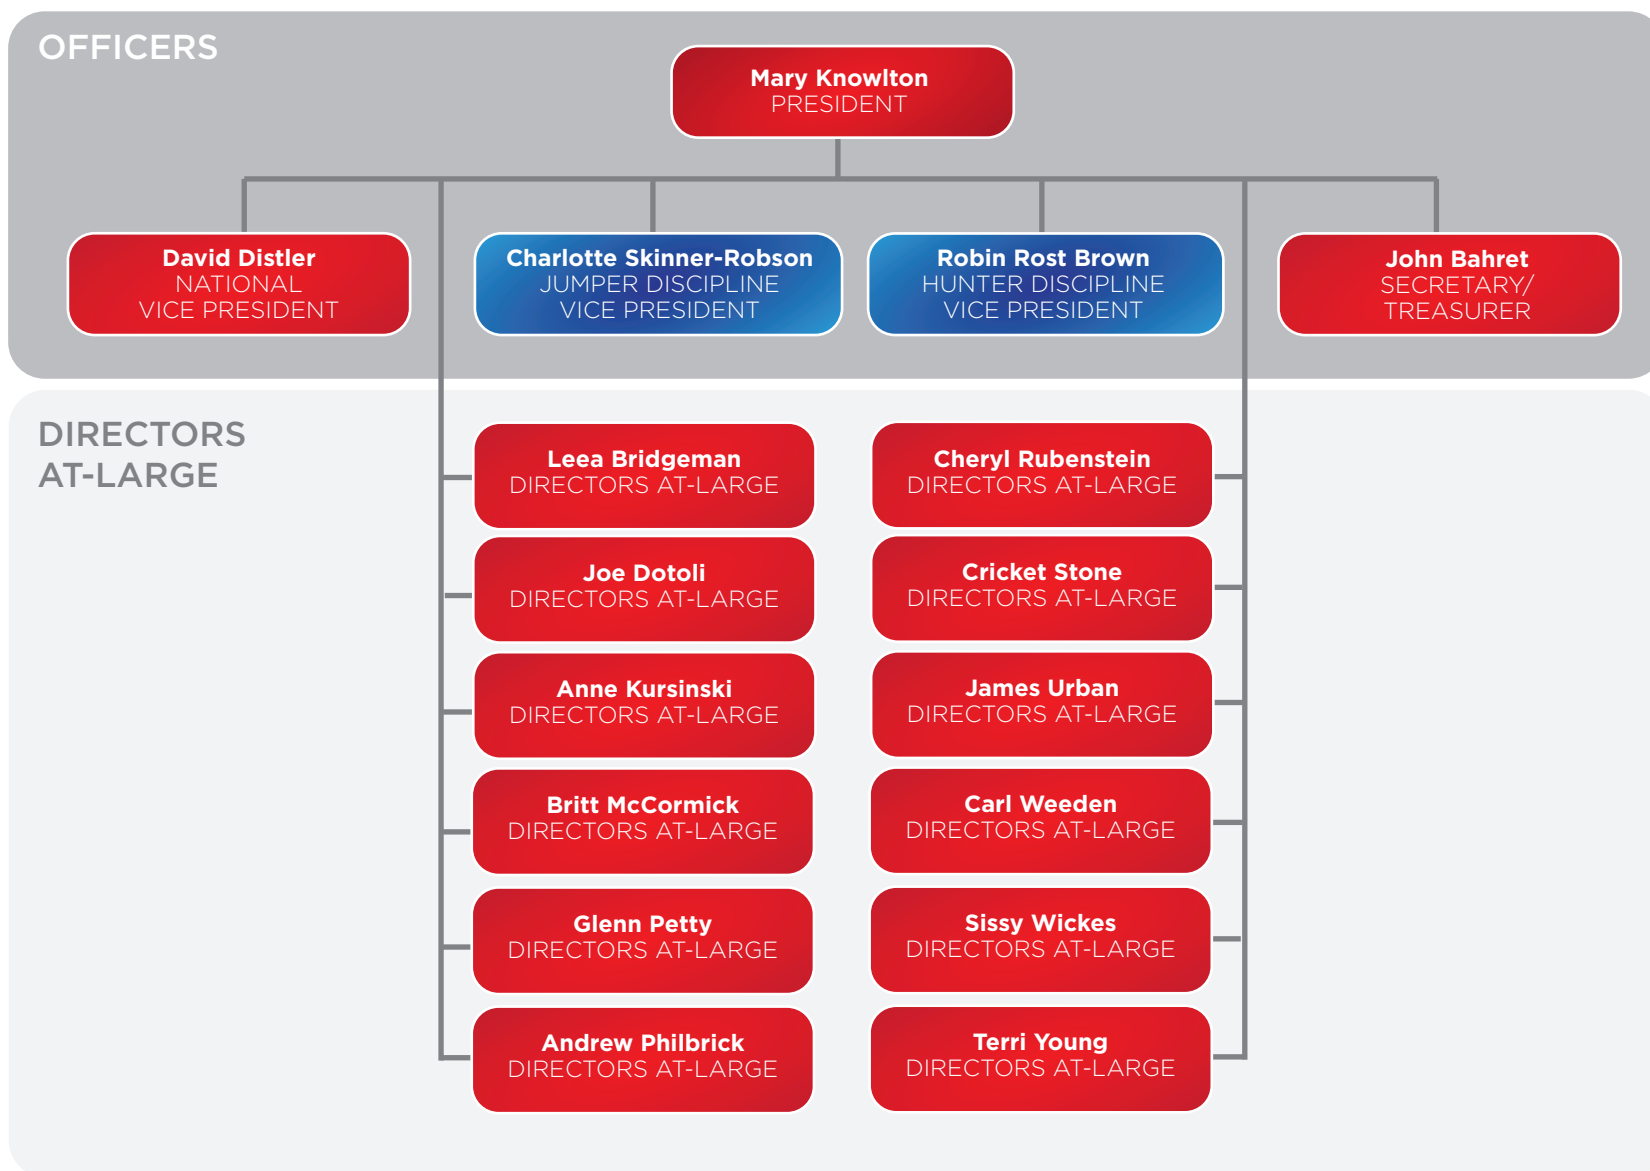 OFFICERS
Mary Knowlton
PRESIDENT
David Distler
NATIONAL
VICE PRESIDENT
Charlotte Skinner-Robson
JUMPER DISCIPLINE
VICE PRESIDENT
Robin Rost Brown
HUNTER DISCIPLINE
VICE PRESIDENT
John Bahret
SECRETARY/
TREASURER
DIRECTORS
AT-LARGE
Leea Bridgeman
DIRECTORS AT-LARGE
Joe Dotoli
DIRECTORS AT-LARGE
Anne Kursinski
DIRECTORS AT-LARGE
Britt McCormick
DIRECTORS AT-LARGE
Glenn Petty
DIRECTORS AT-LARGE
Andrew Philbrick
DIRECTORS AT-LARGE
Cheryl Rubenstein
DIRECTORS AT-LARGE
Cricket Stone
DIRECTORS AT-LARGE
James Urban
DIRECTORS AT-LARGE
Carl Weeden
DIRECTORS AT-LARGE
Sissy Wickes
DIRECTORS AT-LARGE
Terri Young
DIRECTORS AT-LARGE